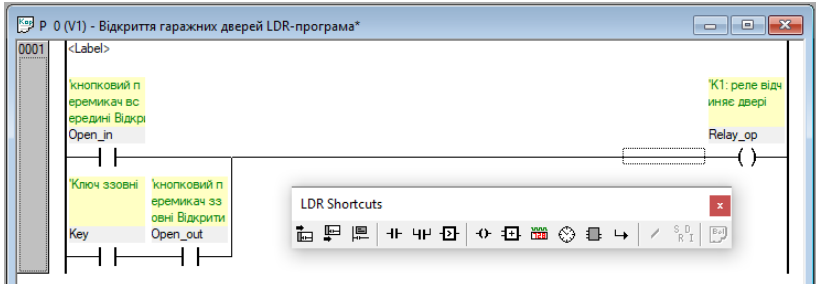 P 0 (V1) - Відкриття гаражних дверей LDR-програма*
0001
<Label>
'кнопковий п
еремикач вс
ередині Відкр
Open_in
'K1: реле відч
иняє двері
Relay_op
'Ключ ззовні
Key
'кнопковий п
еремикач зз
овні Відкрити
Open_out
LDR Shortcuts